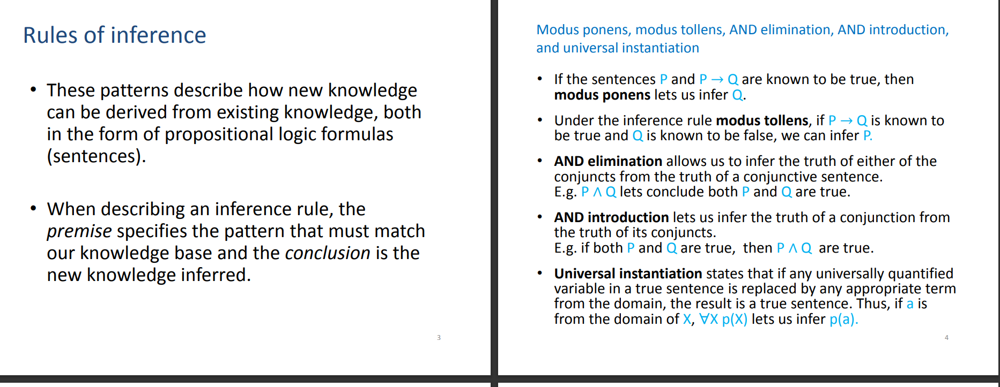 Rules of inference
• These patterns describe how new knowledge
can be derived from existing knowledge, both
in the form of propositional logic formulas
(sentences).
• When describing an inference rule, the
premise specifies the pattern that must match
our knowledge base and the conclusion is the
new knowledge inferred.
3
Modus ponens, modus tollens, AND elimination, AND introduction,
and universal instantiation
• If the sentences P and P → Q are known to be true, then
modus ponens lets us infer Q.
• Under the inference rule modus tollens, if P → Q is known to
be true and Q is known to be false, we can infer P.
• AND elimination allows us to infer the truth of either of the
conjuncts from the truth of a conjunctive sentence.
E.g. P ∧ Q lets conclude both P and Q are true.
• AND introduction lets us infer the truth of a conjunction from
the truth of its conjuncts.
E.g. if both P and Q are true, then P ∧ Q are true.
• Universal instantiation states that if any universally quantified
variable in a true sentence is replaced by any appropriate term
from the domain, the result is a true sentence. Thus, if a is
from the domain of X, ∀X p(X) lets us infer p(a).
4